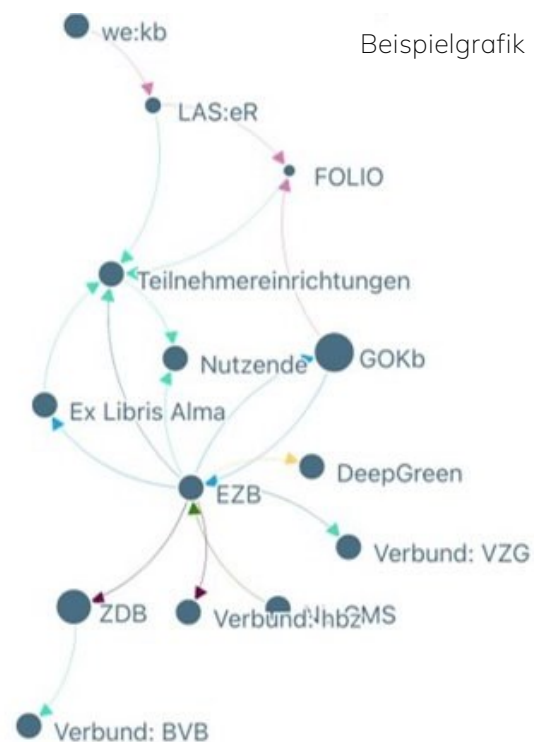 we:kb
Beispielgrafik
LAS:eR
FOLIO
Teilnehmereinrichtungen
Nutzende
GOKb
Ex Libris Alma
DeepGreen
EZB
Verbund: VZG
ZDB
Verbund: hbz
Verbund: BVB